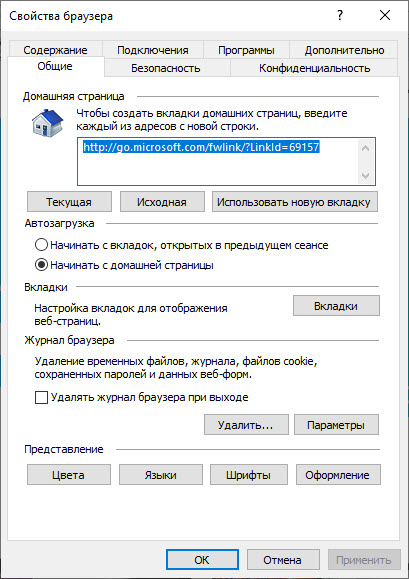 Свойства браузера
?
Содержание Подключения Программы Дополнительно
Общие Безопасность Конфиденциальность
Домашняя страница
Чтобы создать вкладки домашних страниц, введите
каждый из адресов с новой строки.
http://go.microsoft.com/fwlink/?LinkId=69157
Текущая Исходная Использовать новую вкладку
Автозагрузка
Начинать с вкладок, открытых в предыдущем сеансе
Начинать с домашней страницы
Вкладки
Настройка вкладок для отображения
веб-страниц.
Вкладки
Журнал браузера
Удаление временных файлов, журнала, файлов cookie,
сохраненных паролей и данных веб-форм.
Удалять журнал браузера при выходе
Удалить... Параметры
Представление
Цвета Языки Шрифты Оформление
ОК Отмена Применить